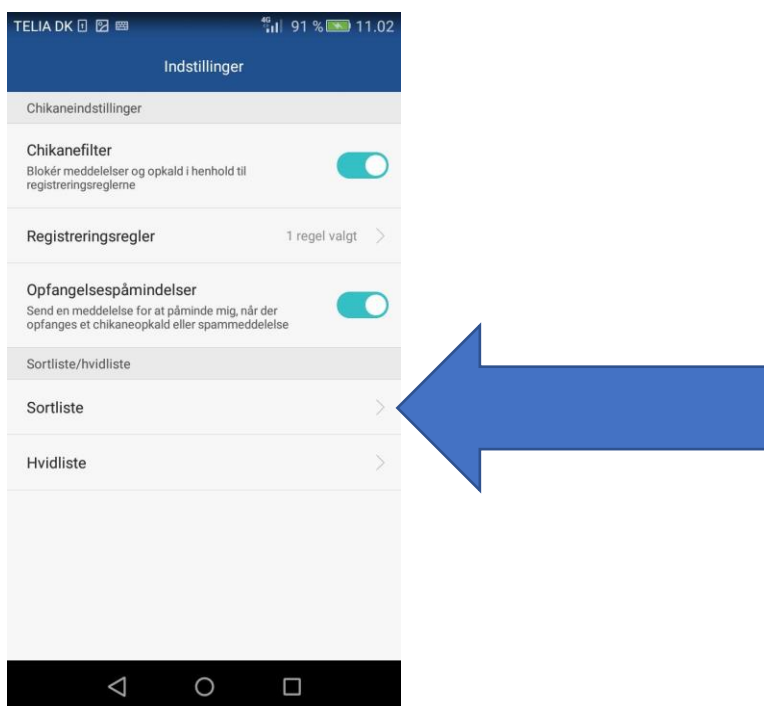 TELIA DK 91 % 11.02
Indstillinger
Chikaneindstillinger
Chikanefilter
Blokér meddelelser og opkald i henhold til
registreringsreglerne
Registreringsregler 1 regel valgt
Opfangelsespåmindelser
Send en meddelelse for at påminde mig, når der
opfanges et chikaneopkald eller spammeddelelse
Sortliste/hvidliste
Sortliste
Hvidliste